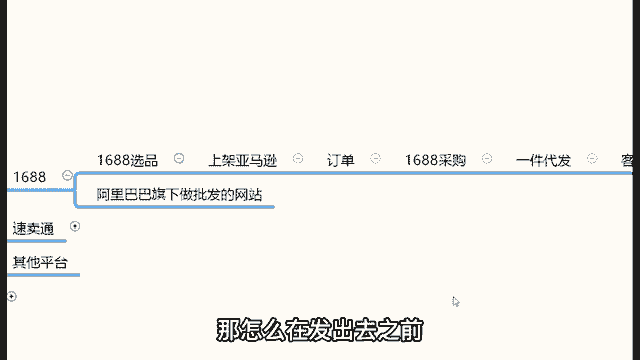 1688选品 上架亚马逊 订单 1688采购 一件代发 客
1688
阿里巴巴旗下做批发的网站
速卖通
其他平台
那怎么在发出去之前